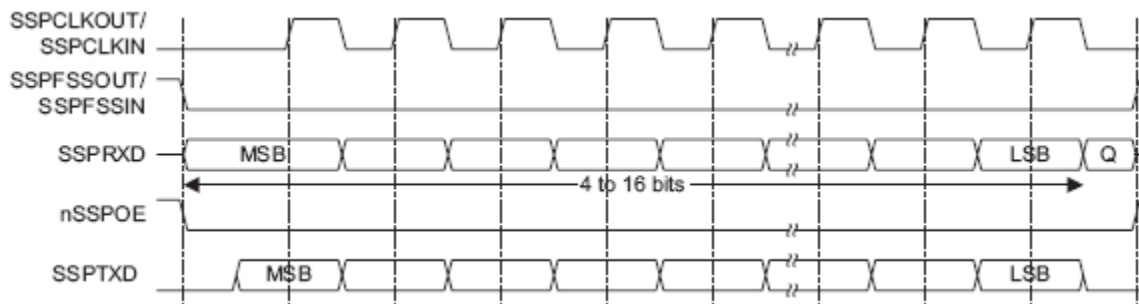 SSPCLKOUT/
SSPCLKIN
SSPFSSOUT/
SSPFSSIN
SSPRXD MSB LSB Q
4 to 16 bits
nSSPOE
SSPTXD MSB LSB